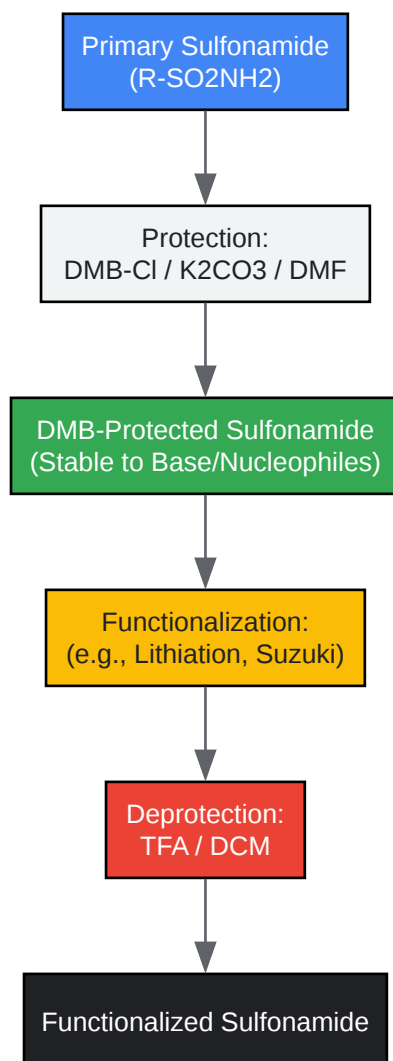 Primary Sulfonamide
(R-SO2NH2)
Protection:
DMB-Cl / K2CO3 / DMF
DMB-Protected Sulfonamide
(Stable to Base/Nucleophiles)
Functionalization:
(e.g., Lithiation, Suzuki)
Deprotection:
TFA / DCM
Functionalized Sulfonamide